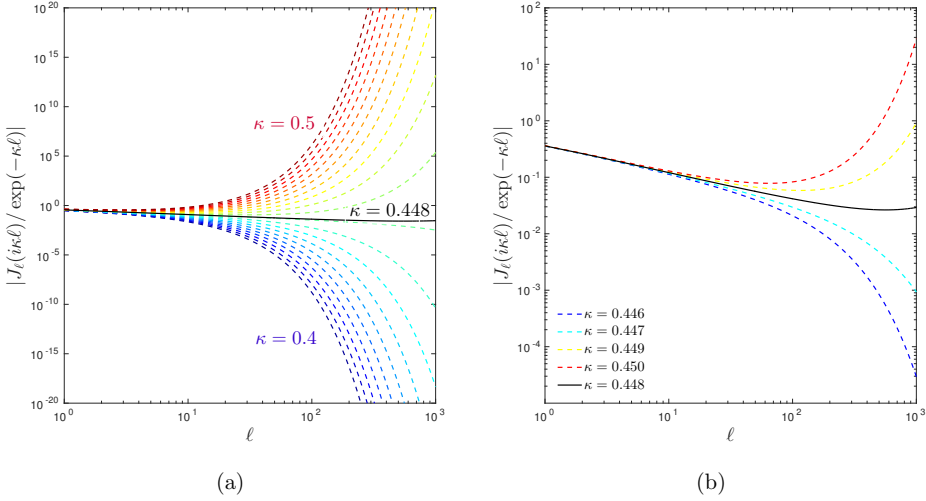 10^20
10^15
10^10
10^5
10^0
10^-5
10^-10
10^-15
10^-20
|J_ℓ(iκℓ)/ exp(−κℓ)|
κ = 0.5
κ = 0.448
κ = 0.4
10^0 10^1 10^2 10^3
ℓ
(a)
10^2
10^1
10^0
10^-1
10^-2
10^-3
10^-4
|J_ℓ(iκℓ)/ exp(−κℓ)|
κ = 0.446
κ = 0.447
κ = 0.449
κ = 0.450
κ = 0.448
10^0 10^1 10^2 10^3
ℓ
(b)